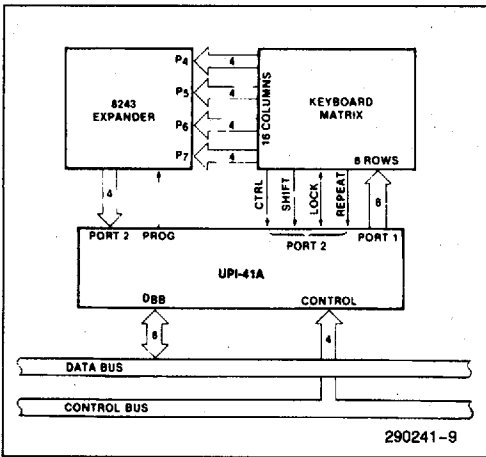 P4
4
P5
4
P6
4
P7
4
8243
EXPANDER
16 COLUMNS
KEYBOARD
MATRIX
8 ROWS
4
CTRL
SHIFT
LOCK
REPEAT
8
PORT 2
PROG
PORT 2
PORT 1
UPI-41A
DBB
CONTROL
8
4
DATA BUS
CONTROL BUS
290241-9